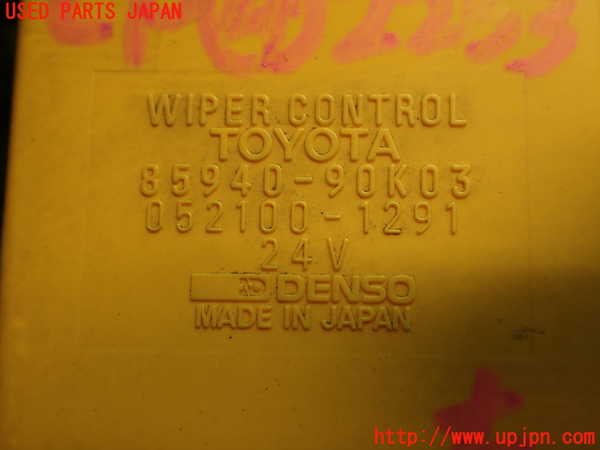 USED PARTS JAPAN
WIPER CONTROL
TOYOTA
85940-90K03
052100-1291
24V
DENSO
MADE IN JAPAN
http://www.upjpn.com